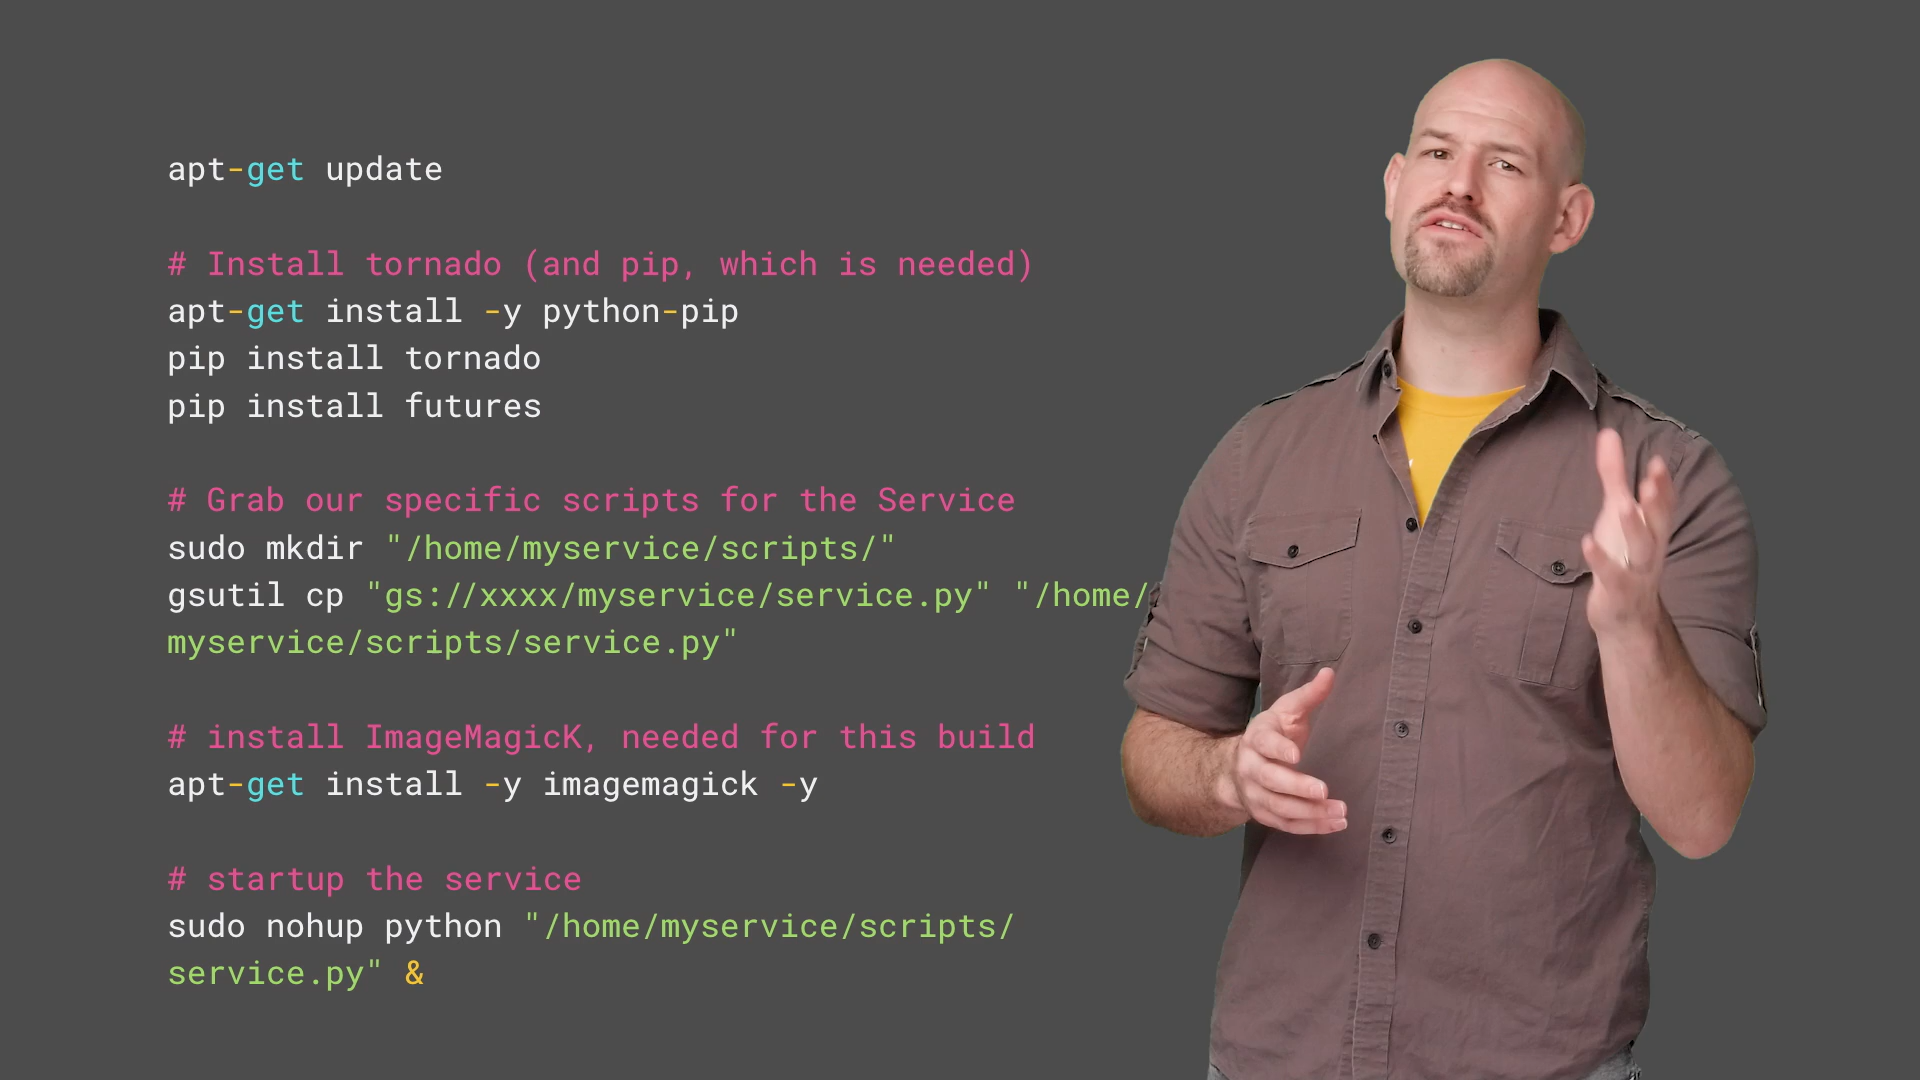 apt-get update
# Install tornado (and pip, which is needed)
apt-get install -y python-pip
pip install tornado
pip install futures
# Grab our specific scripts for the Service
sudo mkdir "/home/myservice/scripts/"
gsutil cp "gs://xxxx/myservice/service.py" "/home/
myservice/scripts/service.py"
# install ImageMagicK, needed for this build
apt-get install -y imagemagick -y
# startup the service
sudo nohup python "/home/myservice/scripts/
service.py" &